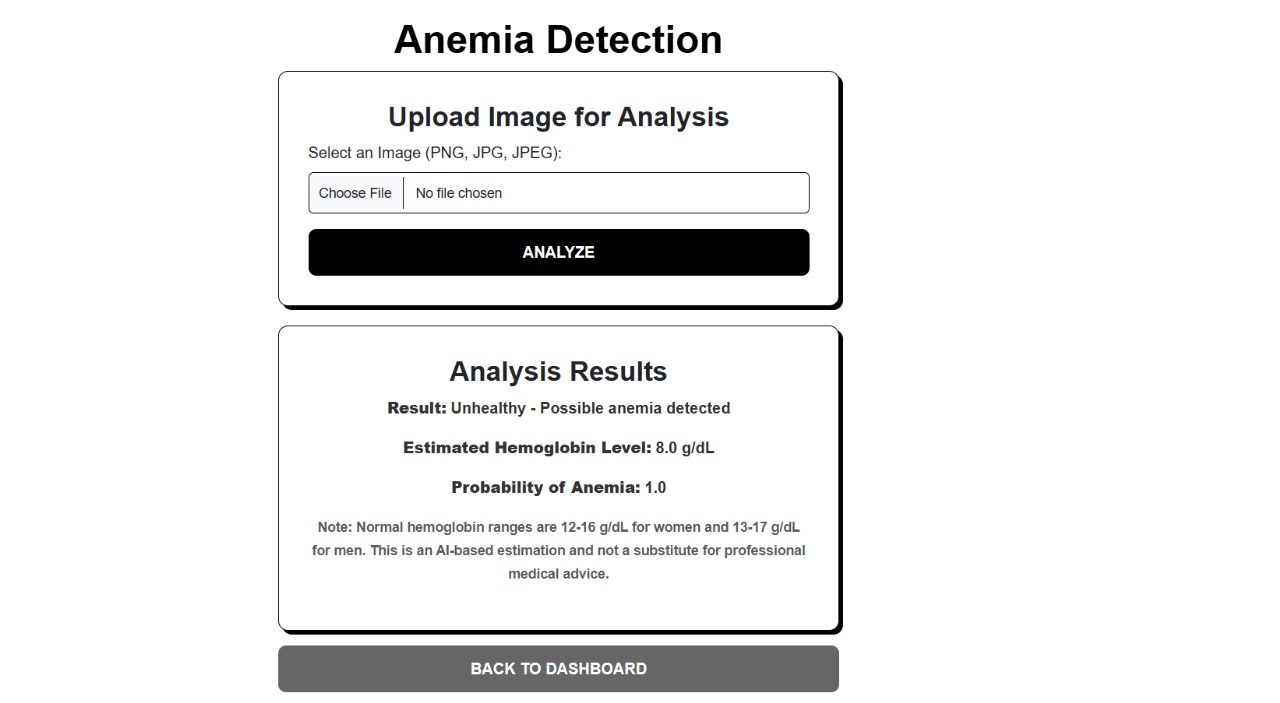 Anemia Detection
Upload Image for Analysis
Select an Image (PNG, JPG, JPEG):
Choose File No file chosen
ANALYZE
Analysis Results
Result: Unhealthy - Possible anemia detected
Estimated Hemoglobin Level: 8.0 g/dL
Probability of Anemia: 1.0
Note: Normal hemoglobin ranges are 12-16 g/dL for women and 13-17 g/dL
for men. This is an AI-based estimation and not a substitute for professional
medical advice.
BACK TO DASHBOARD